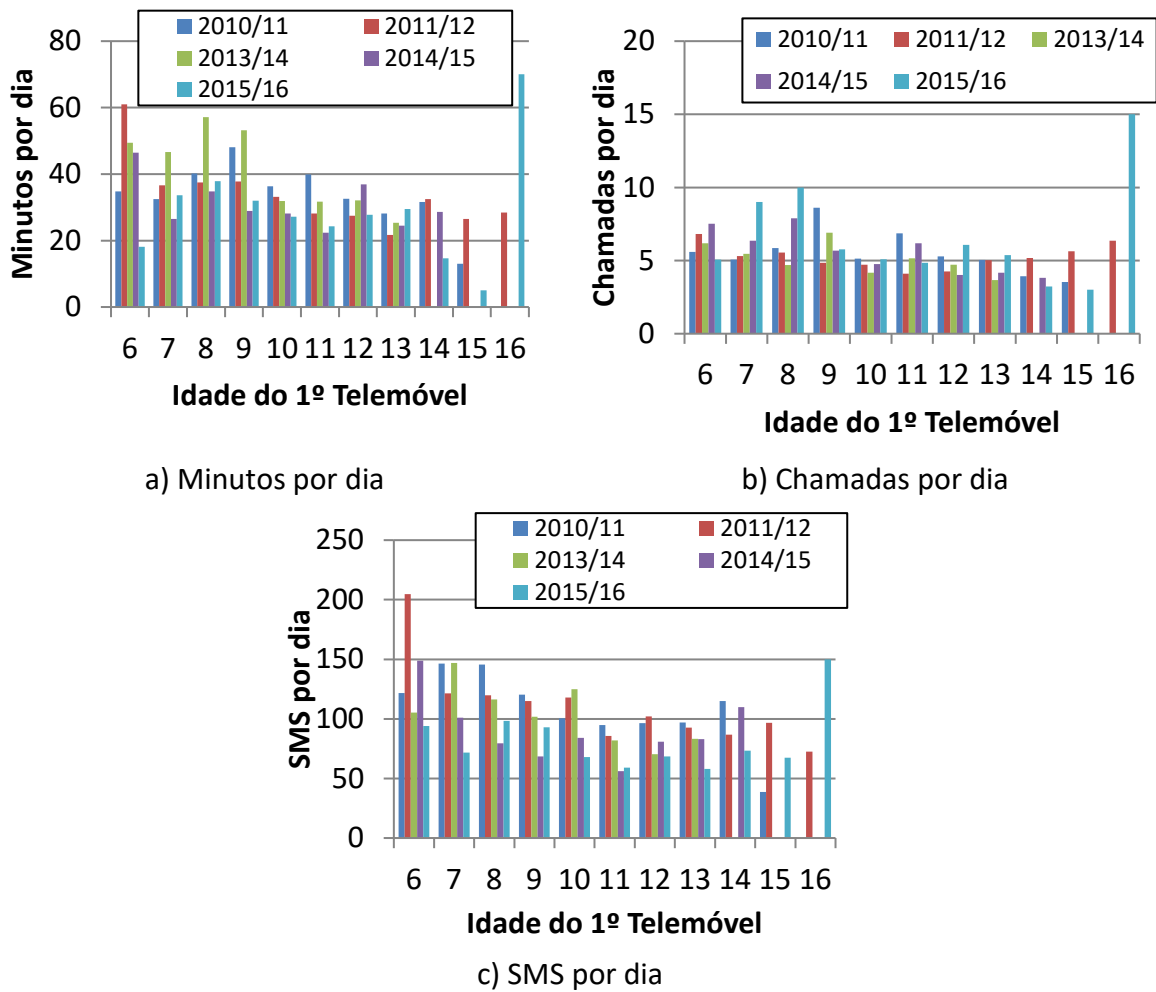 2010/11 2011/12
2013/14 2014/15
2015/16
80
60
40
20
0
Minutos por dia
6 7 8 9 10 11 12 13 14 15 16
Idade do 1º Telemóvel
a) Minutos por dia
2010/11 2011/12 2013/14
2014/15 2015/16
20
15
10
5
0
Chamadas por dia
6 7 8 9 10 11 12 13 14 15 16
Idade do 1º Telemóvel
b) Chamadas por dia
2010/11 2011/12
2013/14 2014/15
2015/16
250
200
150
100
50
0
SMS por dia
6 7 8 9 10 11 12 13 14 15 16
Idade do 1º Telemóvel
c) SMS por dia